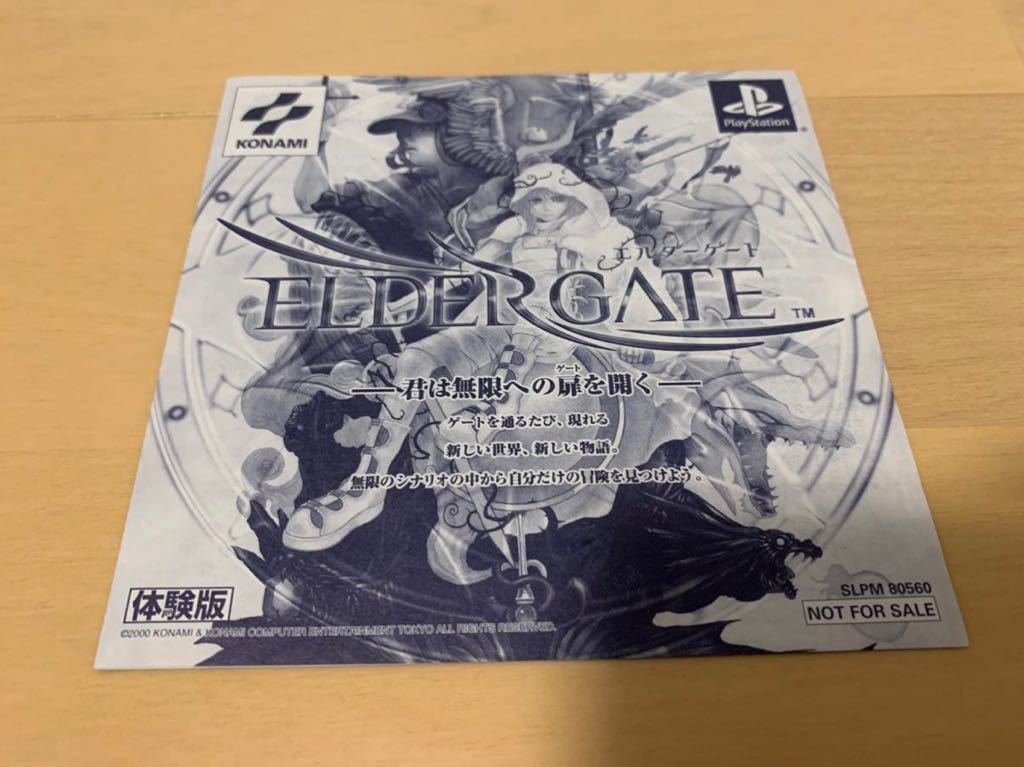 KONAMI
PlayStation
エルダーゲート
ELDER GATE ™
―君は無限への扉を開く―
ゲート
ゲートを通るたび、現れる
新しい世界、新しい物語。
無限のシナリオの中から自分だけの冒険を見つけよう。
体験版
©2000 KONAMI & KONAMI COMPUTER ENTERTAINMENT TOKYO ALL RIGHTS RESERVED.
SLPM 80560
NOT FOR SALE